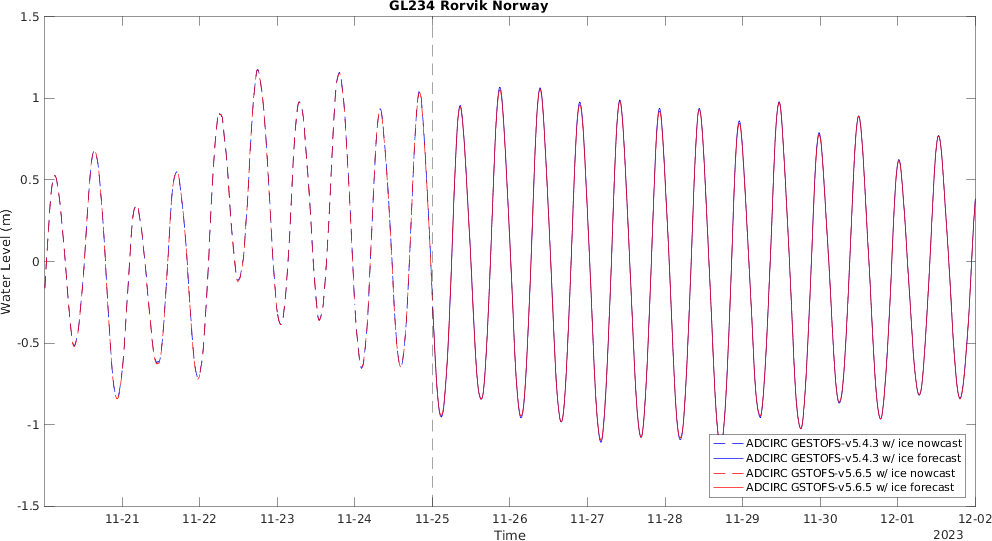 GL234 Rorvik Norway
1.5
1
0.5
0
-0.5
-1
-1.5
Water Level (m)
ADCIRC GESTOFS-v5.4.3 w/ ice nowcast
ADCIRC GESTOFS-v5.4.3 w/ ice forecast
ADCIRC GSTOFS-v5.6.5 w/ ice nowcast
ADCIRC GSTOFS-v5.6.5 w/ ice forecast
11-21 11-22 11-23 11-24 11-25 11-26 11-27 11-28 11-29 11-30 12-01 12-02
Time
2023